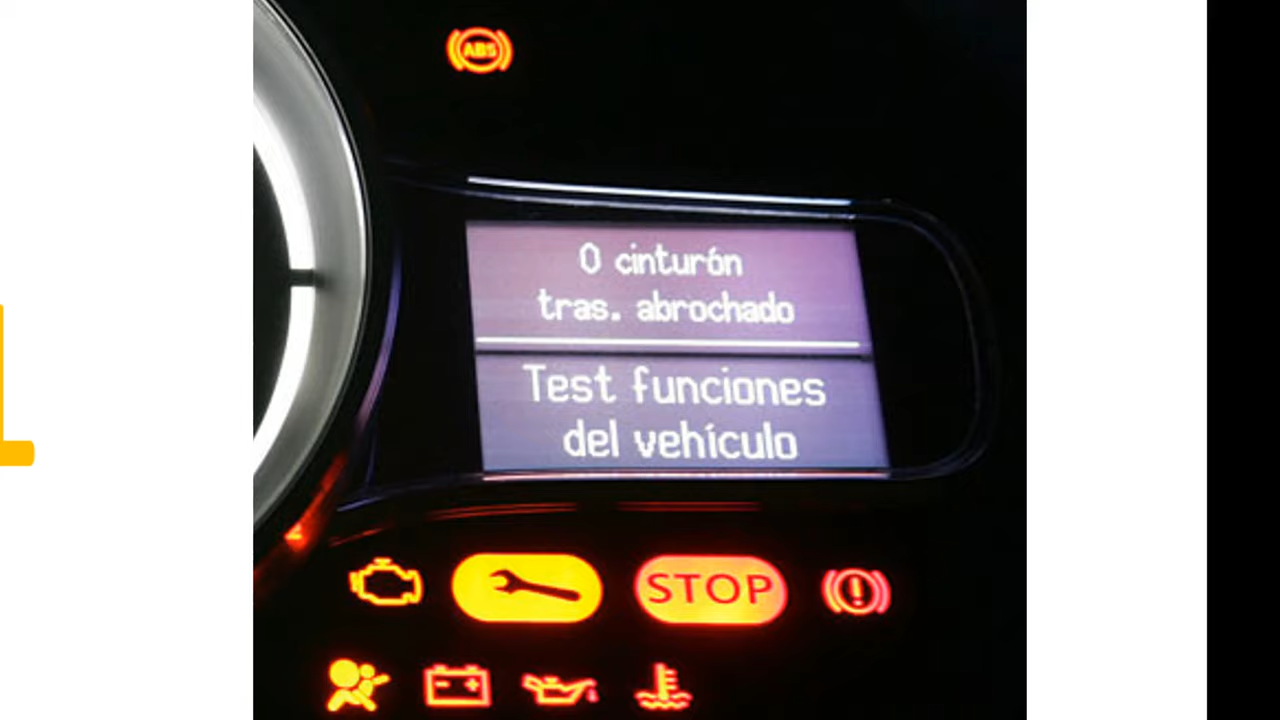 ABS
0 cinturón
tras. abrochado
Test funciones
del vehículo
STOP